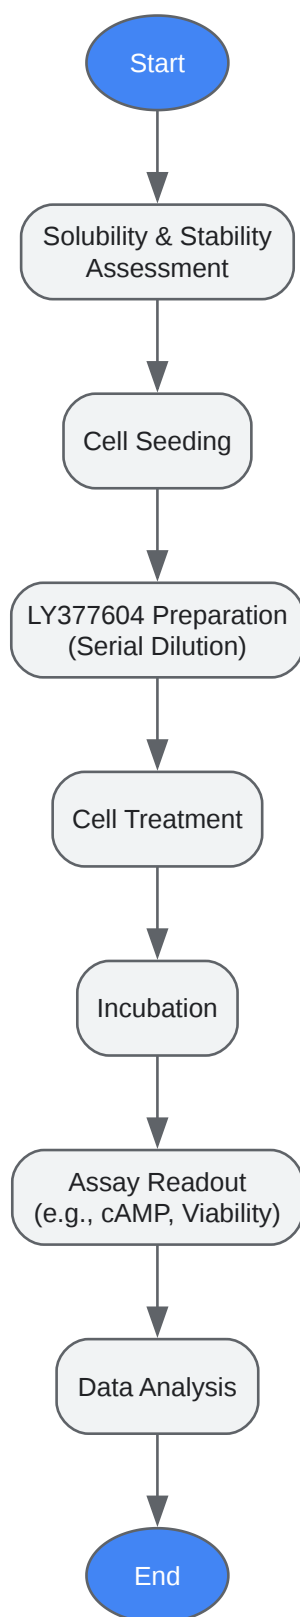 Start
Solubility & Stability
Assessment
Cell Seeding
LY377604 Preparation
(Serial Dilution)
Cell Treatment
Incubation
Assay Readout
(e.g., cAMP, Viability)
Data Analysis
End